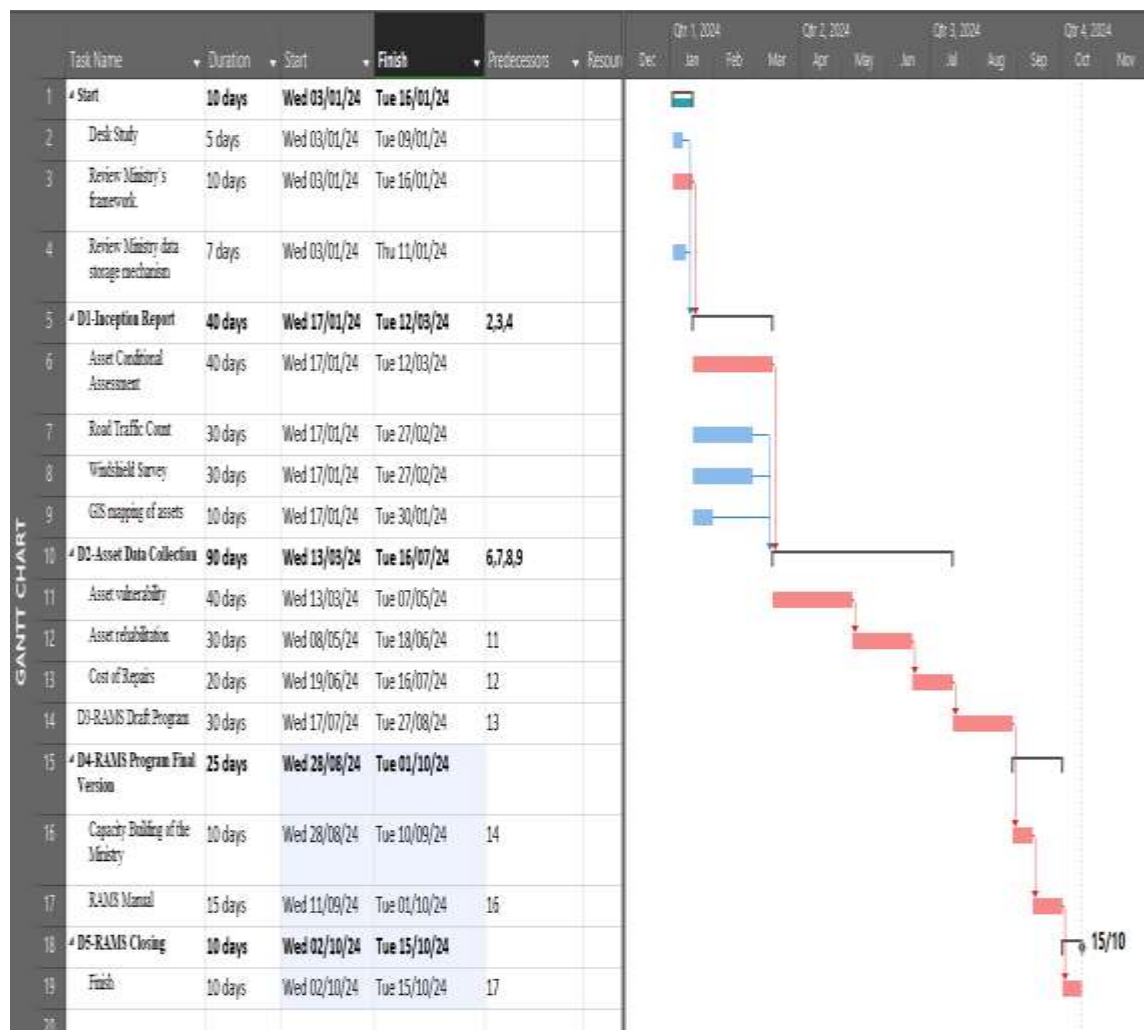 Qtr 1, 2024 Qtr 2, 2024 Qtr 3, 2024 Qtr 4, 2024
Task Name Duration Start Finish Predecessors Resour Dec Jan Feb Mar Apr May Jun Jul Aug Sep Oct Nov
1 Start 10 days Wed 03/01/24 Tue 16/01/24
2 Desk Study 5 days Wed 03/01/24 Tue 09/01/24
3 Review Ministry's 10 days Wed 03/01/24 Tue 16/01/24
framework.
4 Review Ministry data 7 days Wed 03/01/24 Thu 11/01/24
storage mechanism
5 D1-Inception Report 40 days Wed 17/01/24 Tue 12/03/24 2,3,4
6 Asset Conditional 40 days Wed 17/01/24 Tue 12/03/24
Assessment
7 Road Traffic Count 30 days Wed 17/01/24 Tue 27/02/24
8 Windshield Survey 30 days Wed 17/01/24 Tue 27/02/24
9 GIS mapping of assets 10 days Wed 17/01/24 Tue 30/01/24
10 D2-Asset Data Collection 90 days Wed 13/03/24 Tue 16/07/24 6,7,8,9
11 Asset vulnerability 40 days Wed 13/03/24 Tue 07/05/24
12 Asset rehabilitation 30 days Wed 08/05/24 Tue 18/06/24 11
13 Cost of Repairs 20 days Wed 19/06/24 Tue 16/07/24 12
14 D3-RAMS Draft Program 30 days Wed 17/07/24 Tue 27/08/24 13
15 D4-RAMS Program Final 25 days Wed 28/08/24 Tue 01/10/24
Version
16 Capacity Building of the 10 days Wed 28/08/24 Tue 10/09/24 14
Ministry
17 RAMS Manual 15 days Wed 11/09/24 Tue 01/10/24 16
18 D5-RAMS Closing 10 days Wed 02/10/24 Tue 15/10/24 15/10
19 Finish 10 days Wed 02/10/24 Tue 15/10/24 17
20
GANTT CHART